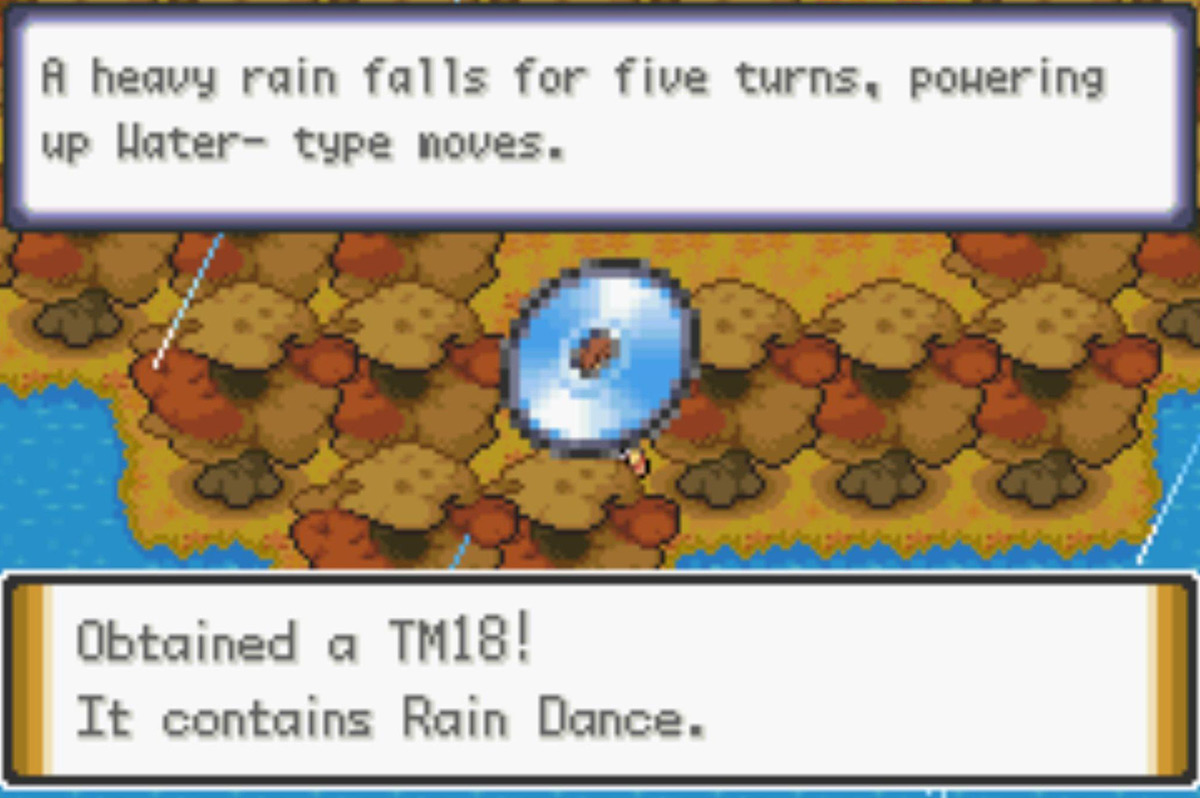 A heavy rain falls for five turns, powering
up Water- type moves.
Obtained a TM18!
It contains Rain Dance.